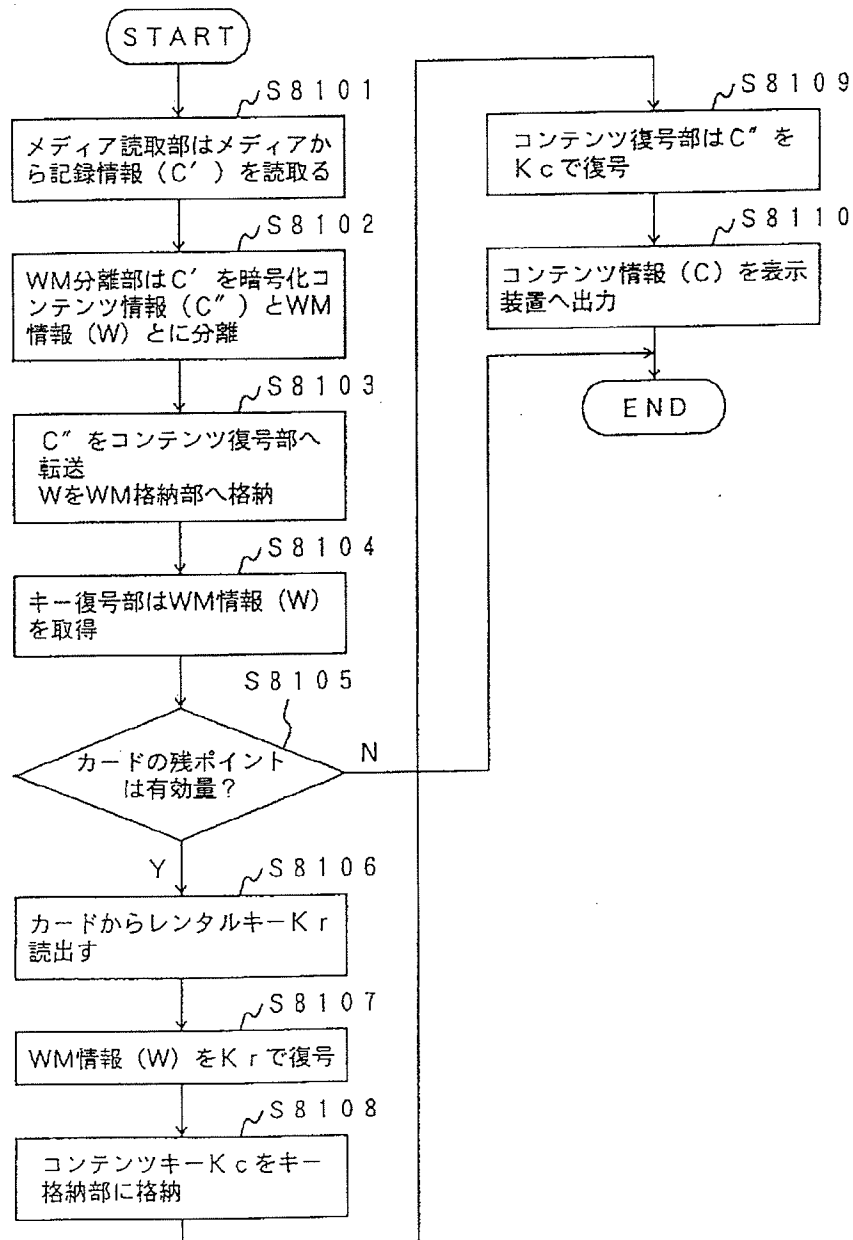 START
S8101
メディア読取部はメディアか
ら記録情報（C′）を読取る
S8102
WM分離部はC′を暗号化コ
ンテンツ情報（C″）とWM
情報（W）とに分離
S8103
C″をコンテンツ復号部へ
転送
WをWM格納部へ格納
S8104
キー復号部はWM情報（W）
を取得
S8105
カードの残ポイント
は有効量？
N
Y
S8106
カードからレンタルキーKr
読出す
S8107
WM情報（W）をKrで復号
S8108
コンテンツキーKcをキー
格納部に格納
S8109
コンテンツ復号部はC″を
Kcで復号
S8110
コンテンツ情報（C）を表示
装置へ出力
END